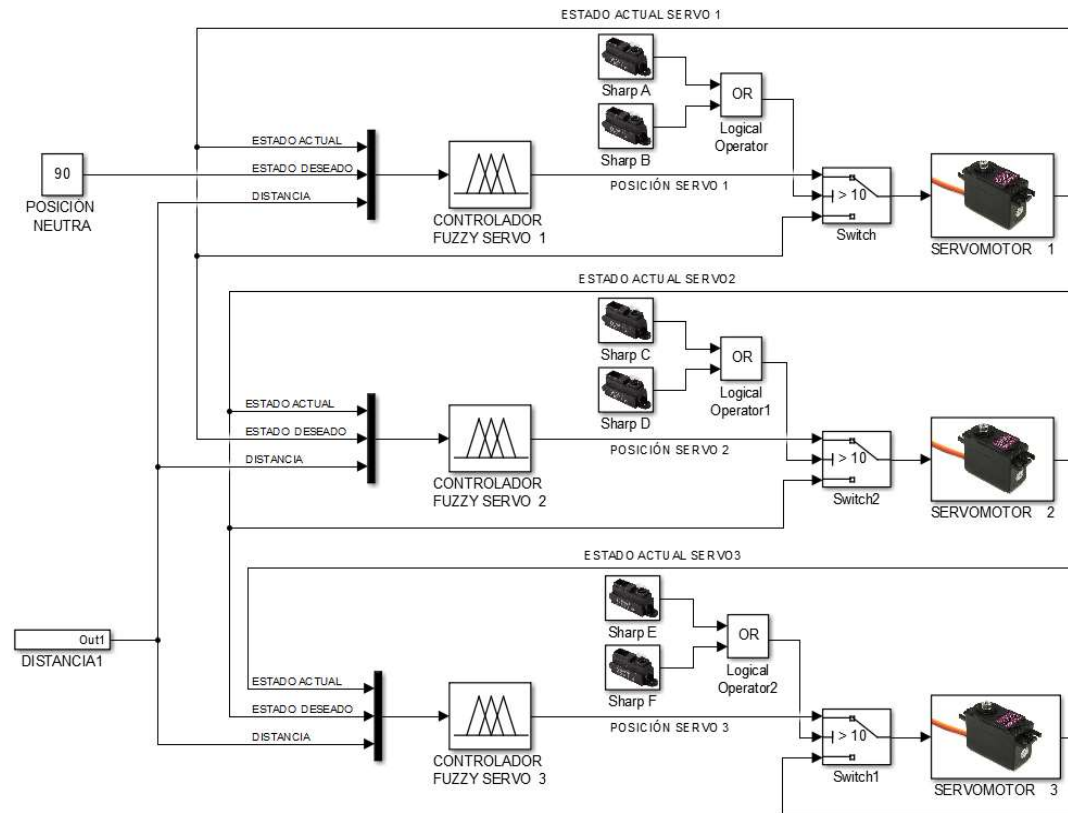 ESTADO ACTUAL SERVO 1
Sharp A
OR
Logical
Operator
Sharp B
ESTADO ACTUAL
90
ESTADO DESEADO
POSICIÓN
NEUTRA
DISTANCIA
CONTROLADOR
FUZZY SERVO 1
POSICIÓN SERVO 1
> 10
Switch
SERVOMOTOR 1
ESTADO ACTUAL SERVO2
Sharp C
OR
Logical
Operator1
Sharp D
ESTADO ACTUAL
ESTADO DESEADO
DISTANCIA
CONTROLADOR
FUZZY SERVO 2
POSICIÓN SERVO 2
> 10
Switch2
SERVOMOTOR 2
ESTADO ACTUAL SERVO3
Sharp E
OR
Logical
Operator2
Sharp F
Out1
DISTANCIA1
ESTADO ACTUAL
ESTADO DESEADO
DISTANCIA
CONTROLADOR
FUZZY SERVO 3
POSICIÓN SERVO 3
> 10
Switch1
SERVOMOTOR 3